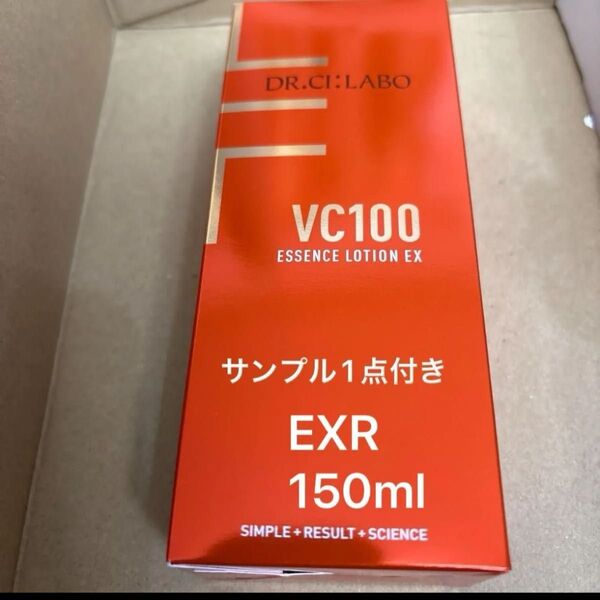 DR.CI:LABO
VC100
ESSENCE LOTION EX
サンプル1点付き
EXR
150ml
SIMPLE+RESULT+SCIENCE